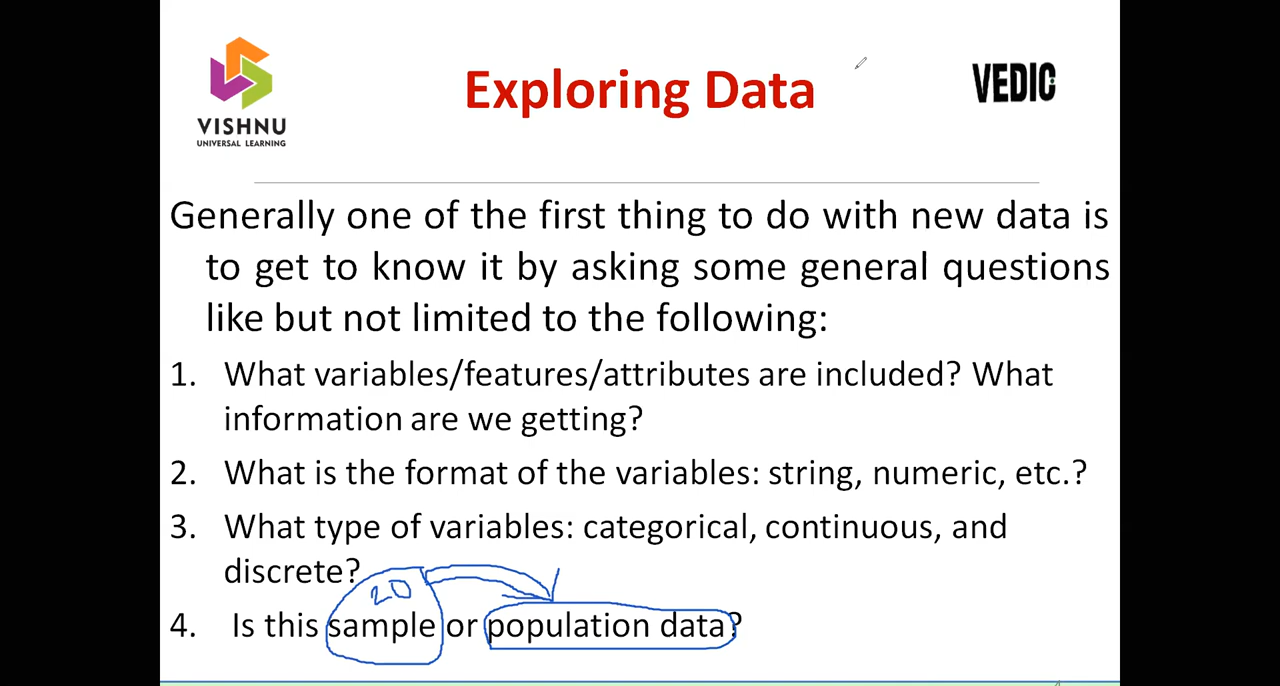 VISHNU
UNIVERSAL LEARNING
Exploring Data
VEDIC
Generally one of the first thing to do with new data is
to get to know it by asking some general questions
like but not limited to the following:
1. What variables/features/attributes are included? What
information are we getting?
2. What is the format of the variables: string, numeric, etc.?
3. What type of variables: categorical, continuous, and
discrete?
20
4. Is this sample or population data?